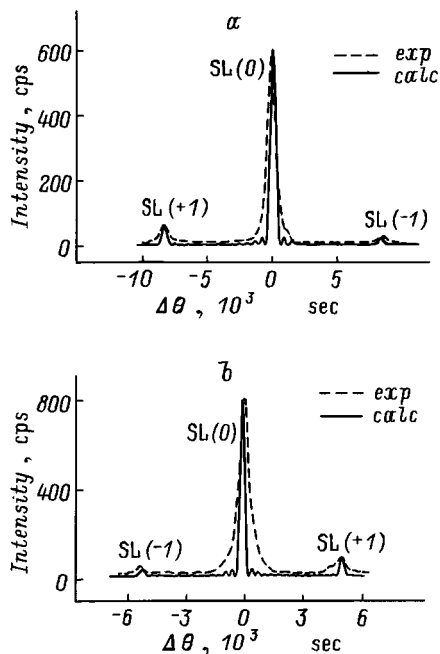 a
Intensity, cps
600
400
200
0
SL(0)
exp
calc
SL(+1)
SL(-1)
-10 -5 0 5
Δθ, 10³ sec
b
Intensity, cps
800
400
0
SL(0)
exp
calc
SL(-1)
SL(+1)
-6 -3 0 3 6
Δθ, 10³ sec